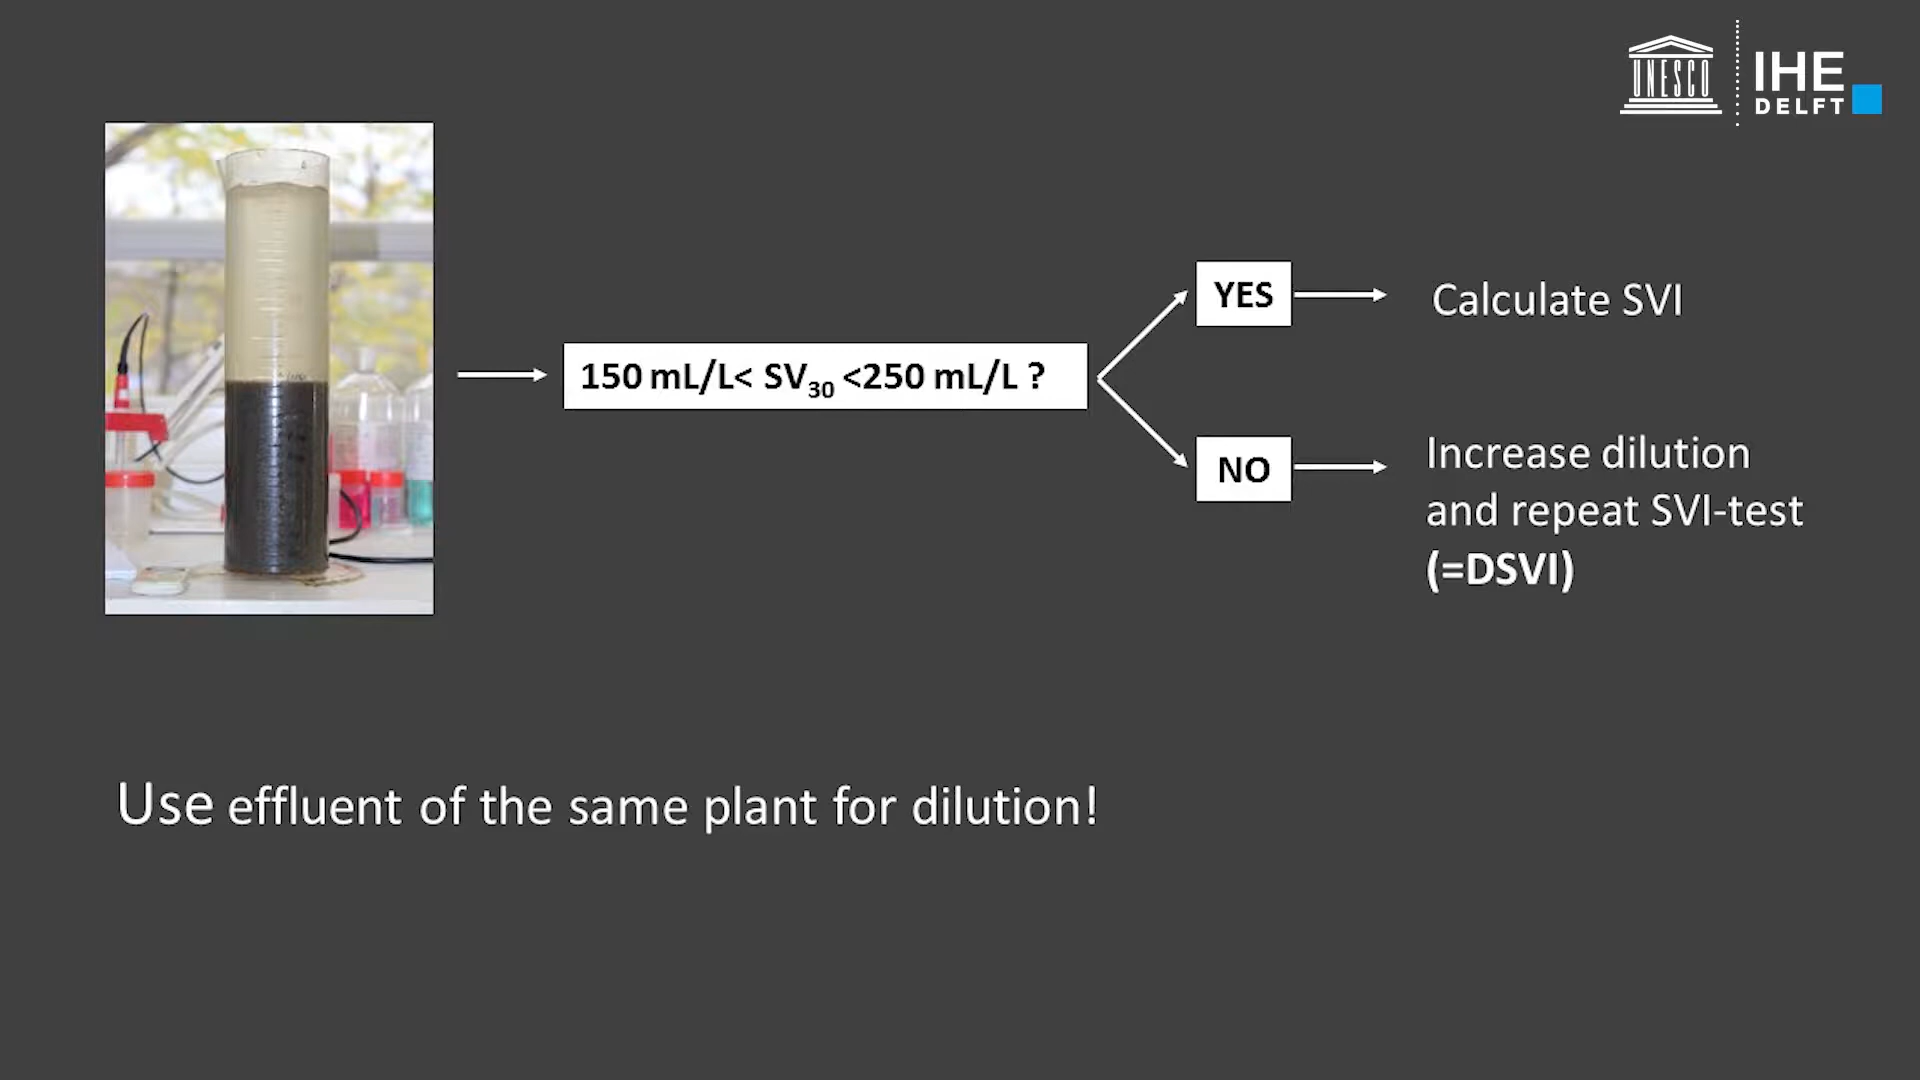 UNESCO
IHE
DELFT
150 mL/L< SV30 <250 mL/L ?
YES
Calculate SVI
NO
Increase dilution
and repeat SVI-test
(=DSVI)
Use effluent of the same plant for dilution!